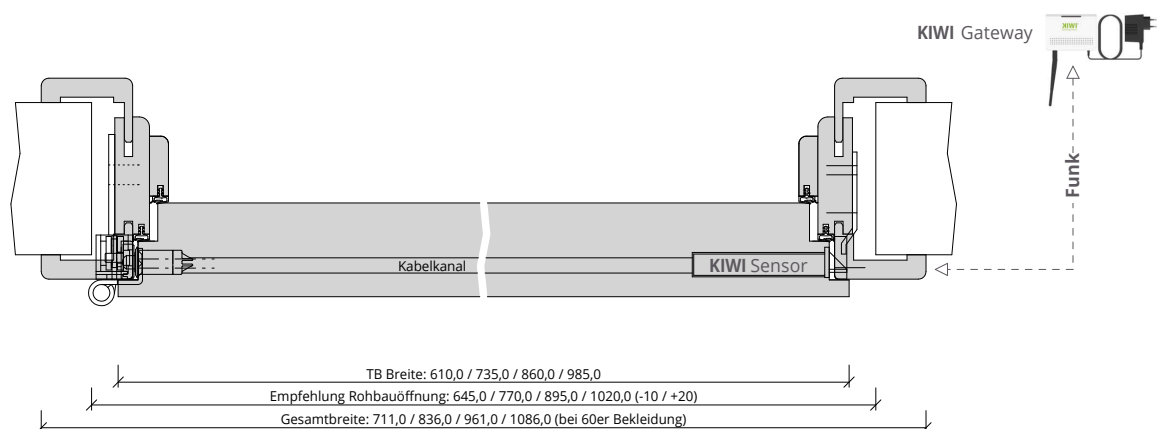 KIWI Gateway
KIWI
Funk
Kabelkanal
KIWI Sensor
TB Breite: 610,0 / 735,0 / 860,0 / 985,0
Empfehlung Rohbauöffnung: 645,0 / 770,0 / 895,0 / 1020,0 (-10 / +20)
Gesamtbreite: 711,0 / 836,0 / 961,0 / 1086,0 (bei 60er Bekleidung)